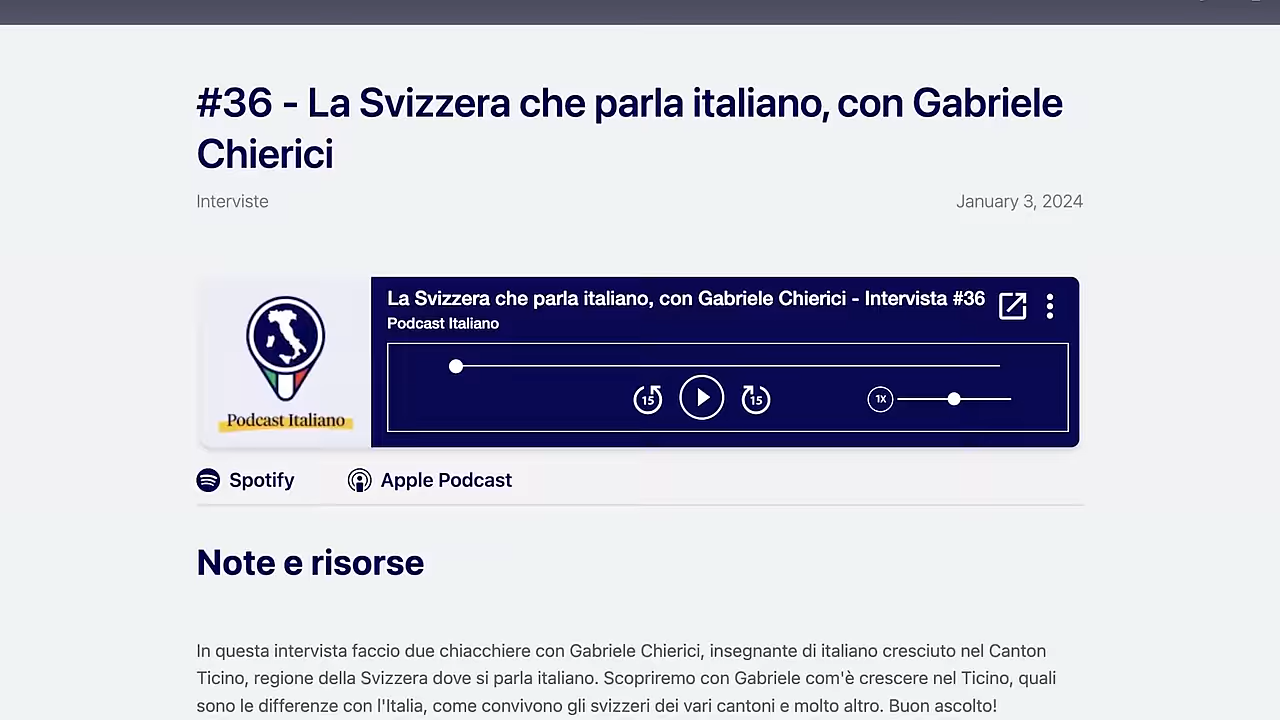 #36 - La Svizzera che parla italiano, con Gabriele
Chierici
Interviste
January 3, 2024
La Svizzera che parla italiano, con Gabriele Chierici - Intervista #36
Podcast Italiano
15
15
1X
Podcast Italiano
Spotify
Apple Podcast
Note e risorse
In questa intervista faccio due chiacchiere con Gabriele Chierici, insegnante di italiano cresciuto nel Canton
Ticino, regione della Svizzera dove si parla italiano. Scopriremo con Gabriele com'è crescere nel Ticino, quali
sono le differenze con l'Italia, come convivono gli svizzeri dei vari cantoni e molto altro. Buon ascolto!